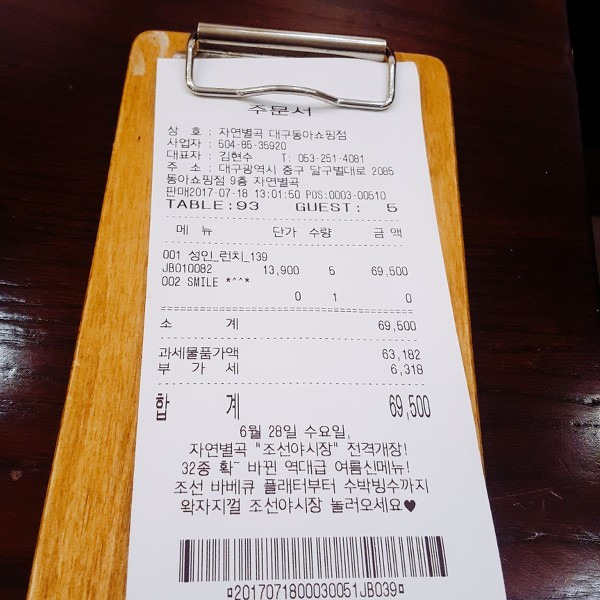 주문서
상 호 : 자연별곡 대구동아쇼핑점
사업자 : 504-85-35920
대표자 : 김현수 T: 053-251-4081
주 소 : 대구광역시 중구 달구벌대로 2085
동아쇼핑점 9층 자연별곡
판매2017-07-18 13:01:50 POS:0003-00510
TABLE:93 GUEST: 5
메 뉴 단가 수량 금 액
001 성인_런치_139
JB010082 13,900 5 69,500
002 SMILE *^^*
0 1 0
소 계 69,500
과세물품가액 63,182
부 가 세 6,318
합 계 69,500
6월 28일 수요일,
자연별곡 "조선야시장" 전격개장!
32종 확~ 바뀐 역대급 여름신메뉴!
조선 바베큐 플래터부터 수박빙수까지
왁자지껄 조선야시장 놀러오세요♥
¤2017071800030051JB039¤